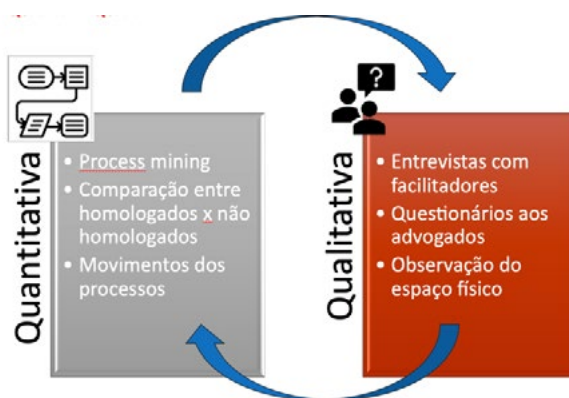 Quantitativa
• Process mining
• Comparação entre
homologados x não
homologados
• Movimentos dos
processos
?
Qualitativa
• Entrevistas com
facilitadores
• Questionários aos
advogados
• Observação do
espaço físico